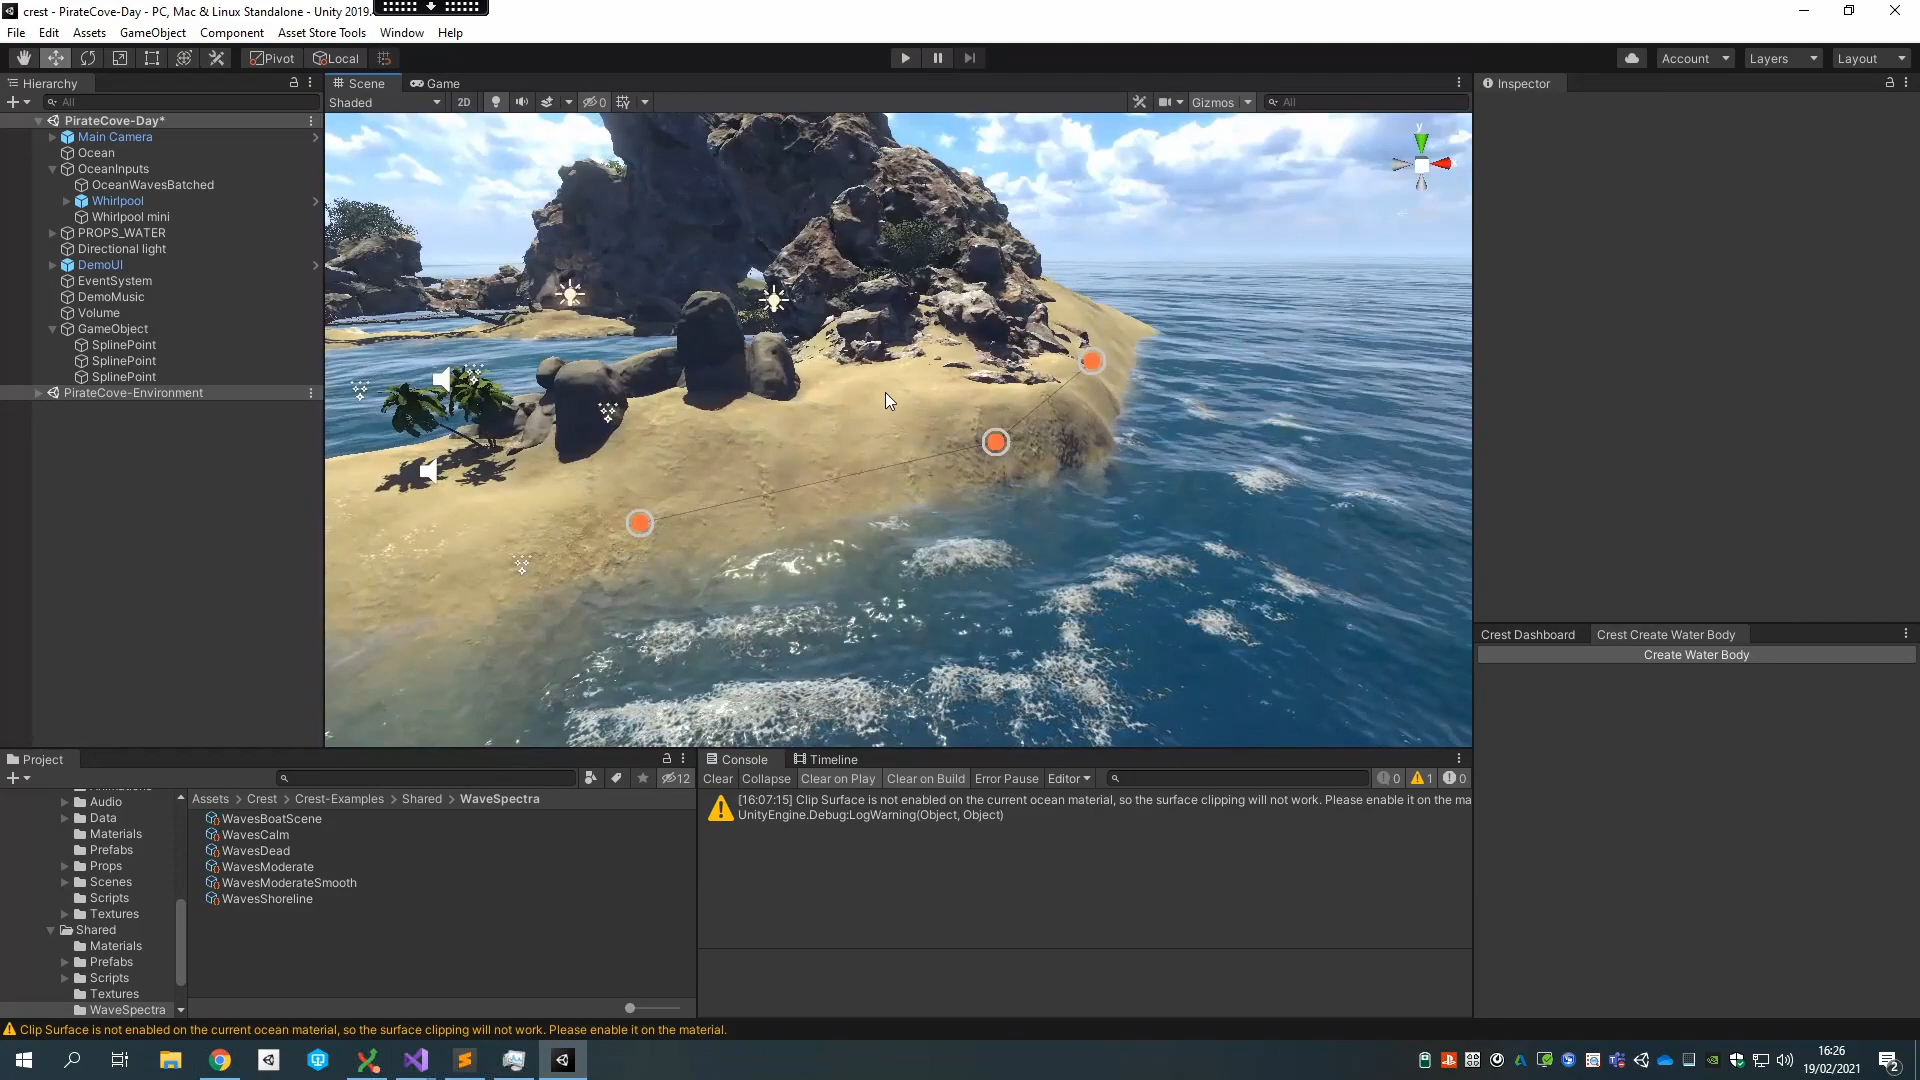 crest - PirateCove-Day - PC, Mac & Linux Standalone - Unity 2019.
File Edit Assets GameObject Component Asset Store Tools Window Help
Pivot Local Account Layers Layout
Hierarchy
All
PirateCove-Day*
Main Camera
Ocean
OceanInputs
OceanWavesBatched
Whirlpool
Whirlpool mini
PROPS_WATER
Directional light
DemoUI
EventSystem
DemoMusic
Volume
GameObject
SplinePoint
SplinePoint
SplinePoint
PirateCove-Environment
Scene Game
Shaded 2D 0 Gizmos All
y
x
Inspector
Crest Dashboard Crest Create Water Body
Create Water Body
Project
12
Audio
Data
Materials
Prefabs
Props
Scenes
Scripts
Textures
Shared
Materials
Prefabs
Scripts
Textures
WaveSpectra
Assets > Crest > Crest-Examples > Shared > WaveSpectra
WavesBoatScene
WavesCalm
WavesDead
WavesModerate
WavesModerateSmooth
WavesShoreline
Console Timeline
Clear Collapse Clear on Play Clear on Build Error Pause Editor 0 1 0
[16:07:15] Clip Surface is not enabled on the current ocean material, so the surface clipping will not work. Please enable it on the ma
UnityEngine.Debug:LogWarning(Object, Object)
Clip Surface is not enabled on the current ocean material, so the surface clipping will not work. Please enable it on the material.
16:26
19/02/2021
2